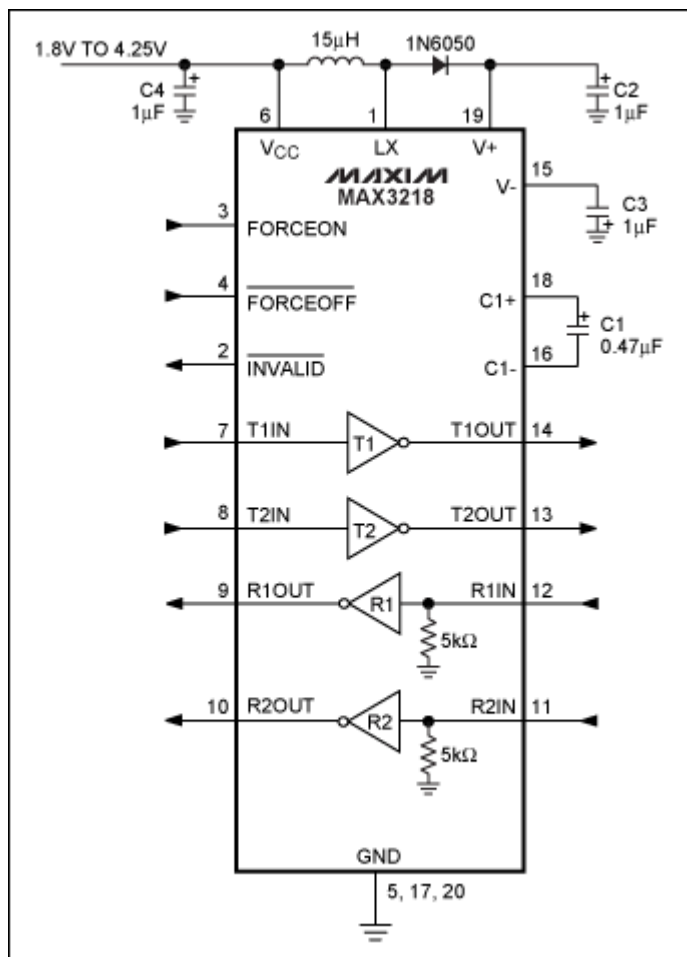 1.8V TO 4.25V
15µH
1N6050
C4
1µF
C2
1µF
6
1
19
VCC
LX
V+
MAXIM
MAX3218
V-
15
C3
1µF
3
FORCEON
4
FORCEOFF
C1+
18
C1
0.47µF
2
INVALID
C1-
16
7
T1IN
T1
T1OUT
14
8
T2IN
T2
T2OUT
13
9
R1OUT
R1
R1IN
12
5kΩ
10
R2OUT
R2
R2IN
11
5kΩ
GND
5, 17, 20